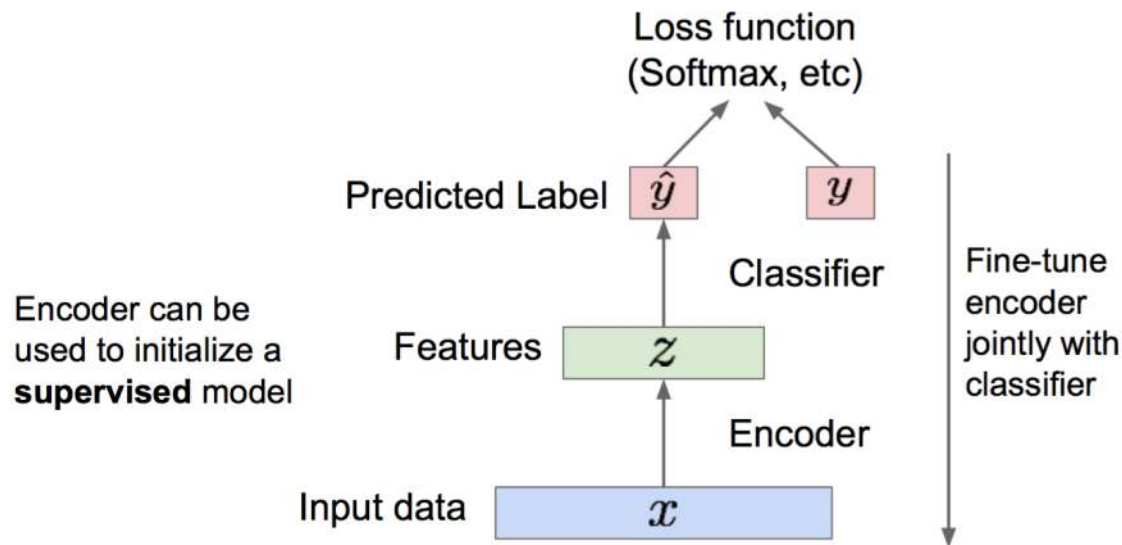 Loss function
(Softmax, etc)
Predicted Label
ŷ
y
Classifier
Fine-tune
encoder
jointly with
classifier
Encoder can be
used to initialize a
supervised model
Features
z
Encoder
Input data
x